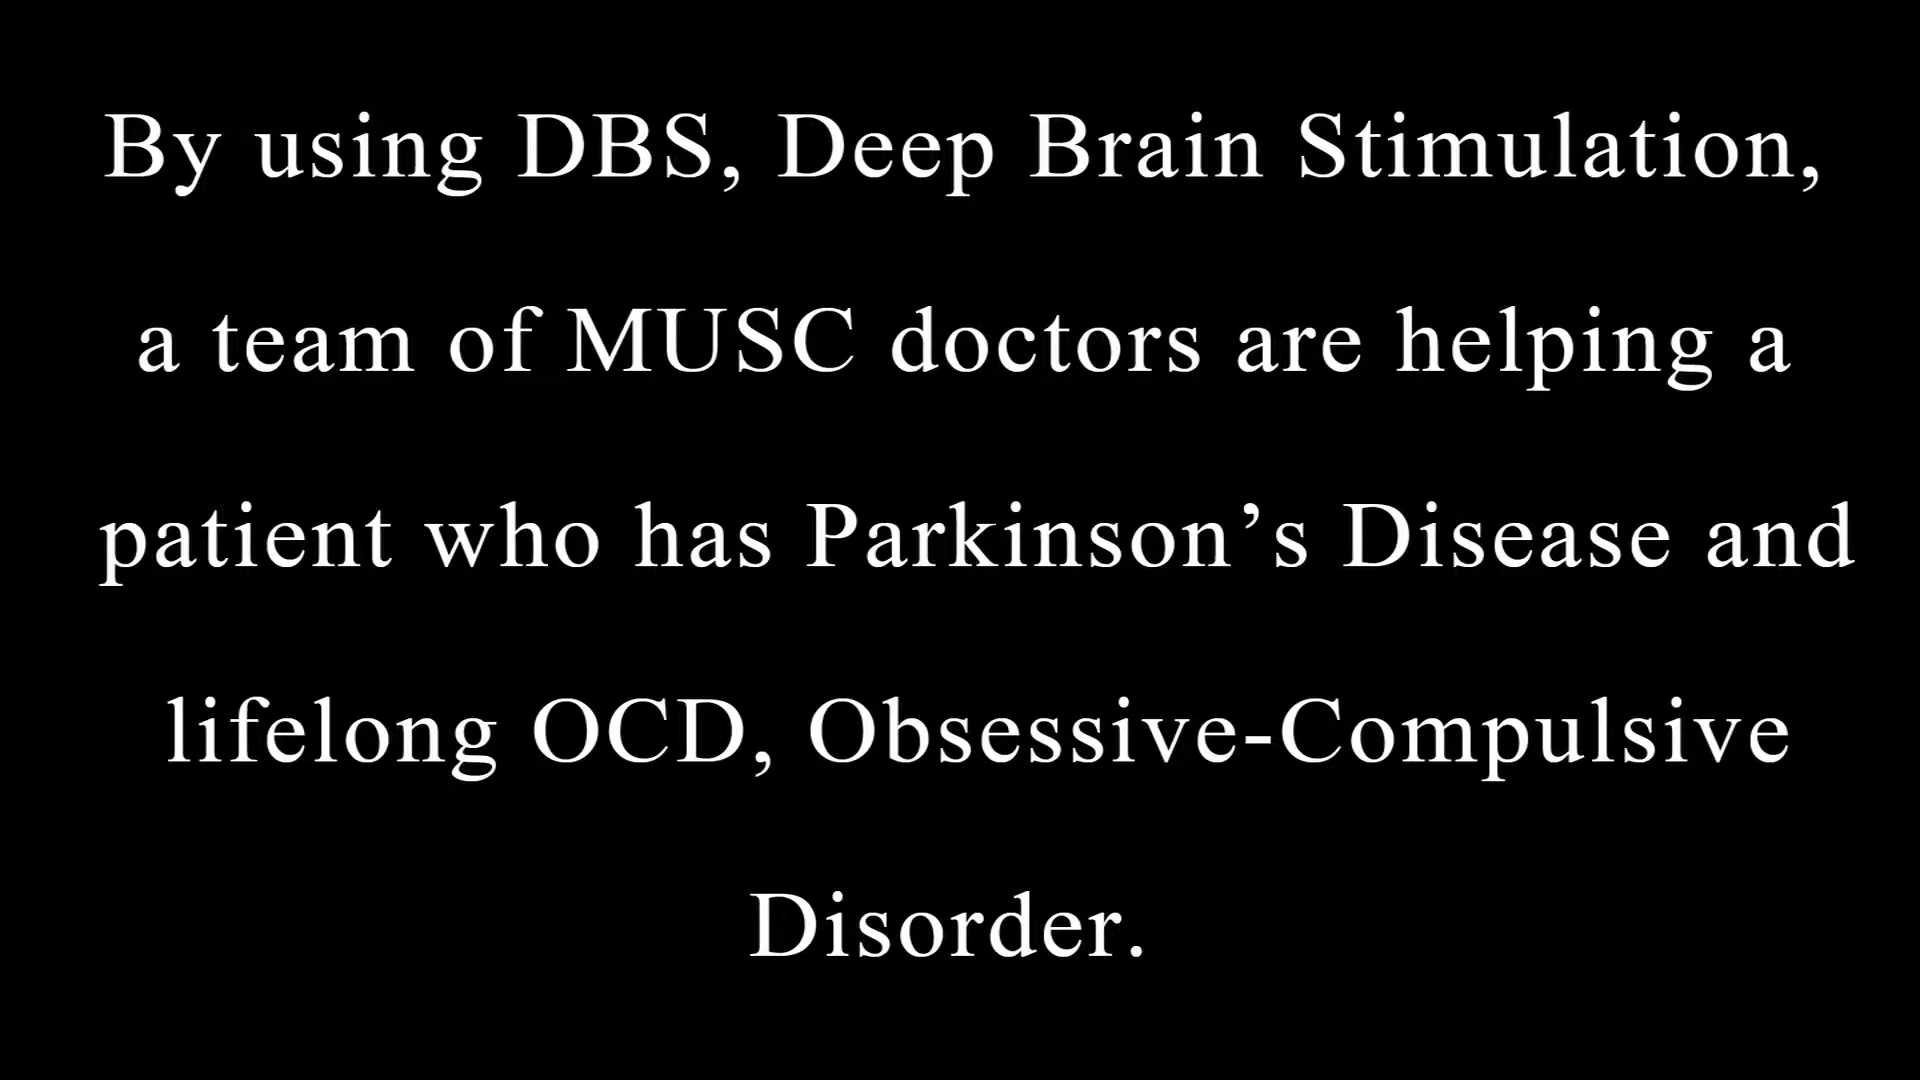 By using DBS, Deep Brain Stimulation,
a team of MUSC doctors are helping a
patient who has Parkinson’s Disease and
lifelong OCD, Obsessive-Compulsive
Disorder.